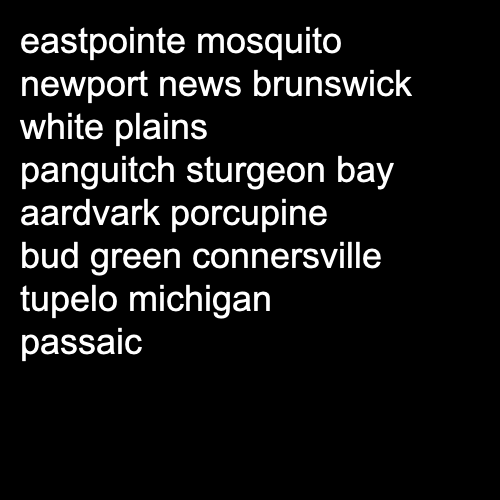 eastpointe mosquito
newport news brunswick
white plains
panguitch sturgeon bay
aardvark porcupine
bud green connersville
tupelo michigan
passaic